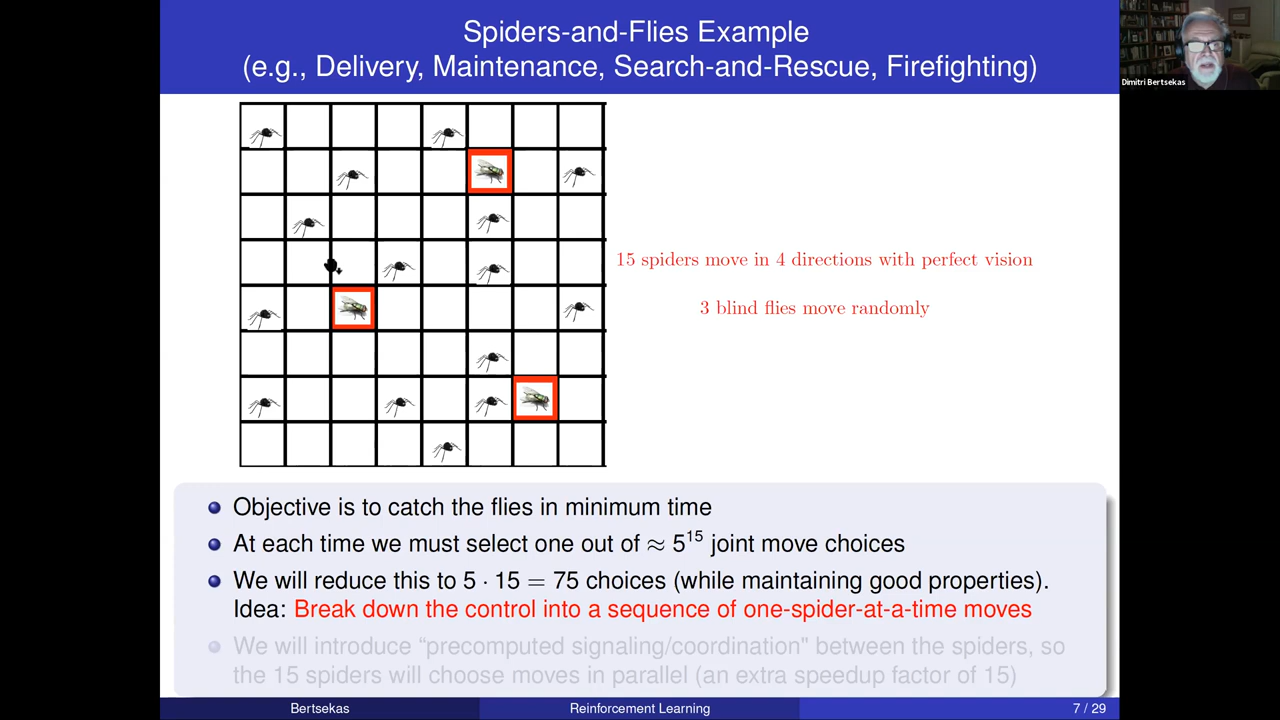 Spiders-and-Flies Example
(e.g., Delivery, Maintenance, Search-and-Rescue, Firefighting)
Dimitri Bertsekas
15 spiders move in 4 directions with perfect vision
3 blind flies move randomly
Objective is to catch the flies in minimum time
At each time we must select one out of ≈ 5¹⁵ joint move choices
We will reduce this to 5 · 15 = 75 choices (while maintaining good properties).
Idea: Break down the control into a sequence of one-spider-at-a-time moves
We will introduce “precomputed signaling/coordination" between the spiders, so
the 15 spiders will choose moves in parallel (an extra speedup factor of 15)
Bertsekas
Reinforcement Learning
7 / 29